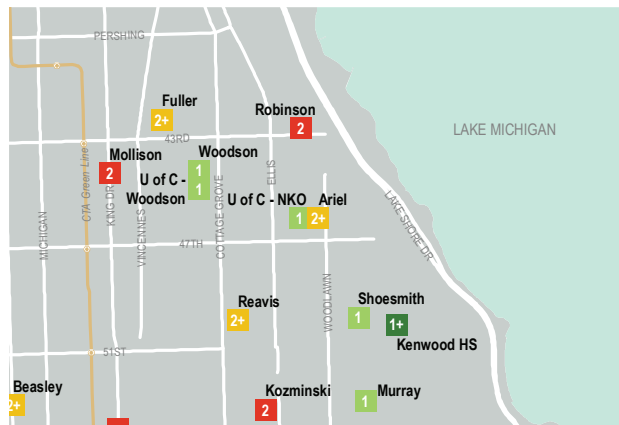 PERSHING
Fuller
2+
Robinson
2
43RD
LAKE MICHIGAN
Mollison
2
Woodson
1
U of C -
Woodson
1
ELLIS
CTA Green Line
KING DR
VINCENNES
COTTAGE GROVE
MICHIGAN
U of C - NKO
1
Ariel
2+
LAKE SHORE DR
47TH
WOODLAWN
Reavis
2+
Shoesmith
1
1+
Kenwood HS
51ST
Beasley
2+
Kozminski
2
Murray
1